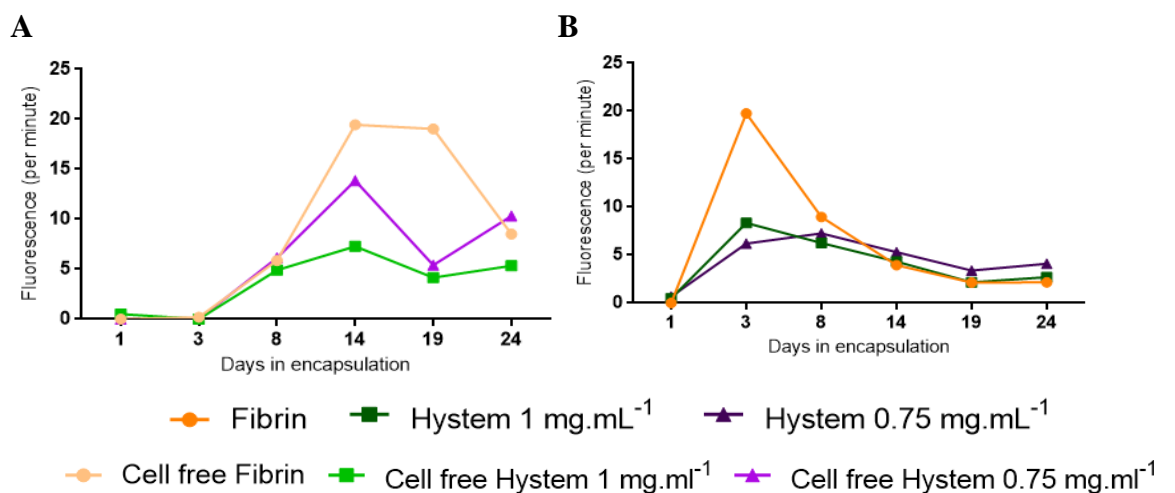 A
B
Fluorescence (per minute)
25
20
15
10
5
0
1 3 8 14 19 24
Days in encapsulation
Fluorescence (per minute)
25
20
15
10
5
0
1 3 8 14 19 24
Days in encapsulation
Fibrin Hystem 1 mg.mL⁻¹ Hystem 0.75 mg.mL⁻¹
Cell free Fibrin Cell free Hystem 1 mg.ml⁻¹ Cell free Hystem 0.75 mg.ml⁻¹